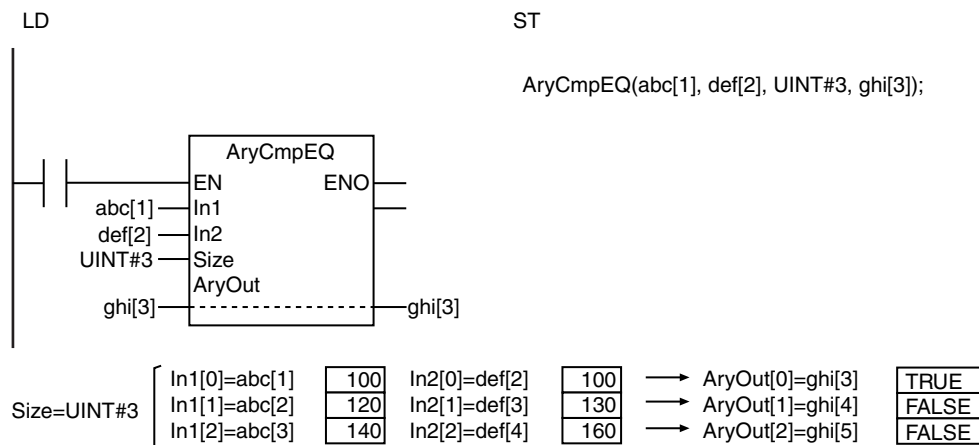 LD
ST
AryCmpEQ(abc[1], def[2], UINT#3, ghi[3]);
AryCmpEQ
EN ENO
abc[1] In1
def[2] In2
UINT#3 Size
AryOut
ghi[3] ghi[3]
Size=UINT#3
In1[0]=abc[1] 100 In2[0]=def[2] 100 → AryOut[0]=ghi[3] TRUE
In1[1]=abc[2] 120 In2[1]=def[3] 130 → AryOut[1]=ghi[4] FALSE
In1[2]=abc[3] 140 In2[2]=def[4] 160 → AryOut[2]=ghi[5] FALSE